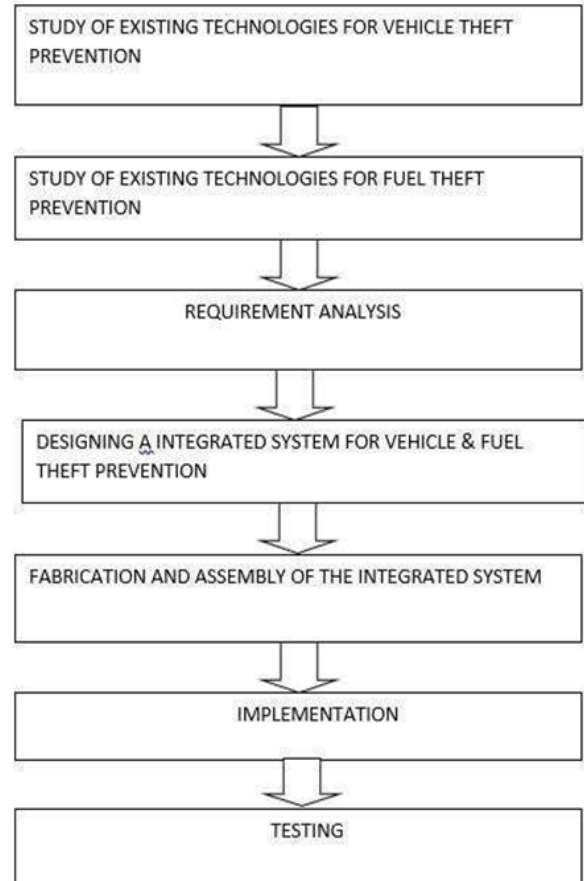 STUDY OF EXISTING TECHNOLOGIES FOR VEHICLE THEFT
PREVENTION
STUDY OF EXISTING TECHNOLOGIES FOR FUEL THEFT
PREVENTION
REQUIREMENT ANALYSIS
DESIGNING A INTEGRATED SYSTEM FOR VEHICLE & FUEL
THEFT PREVENTION
FABRICATION AND ASSEMBLY OF THE INTEGRATED SYSTEM
IMPLEMENTATION
TESTING